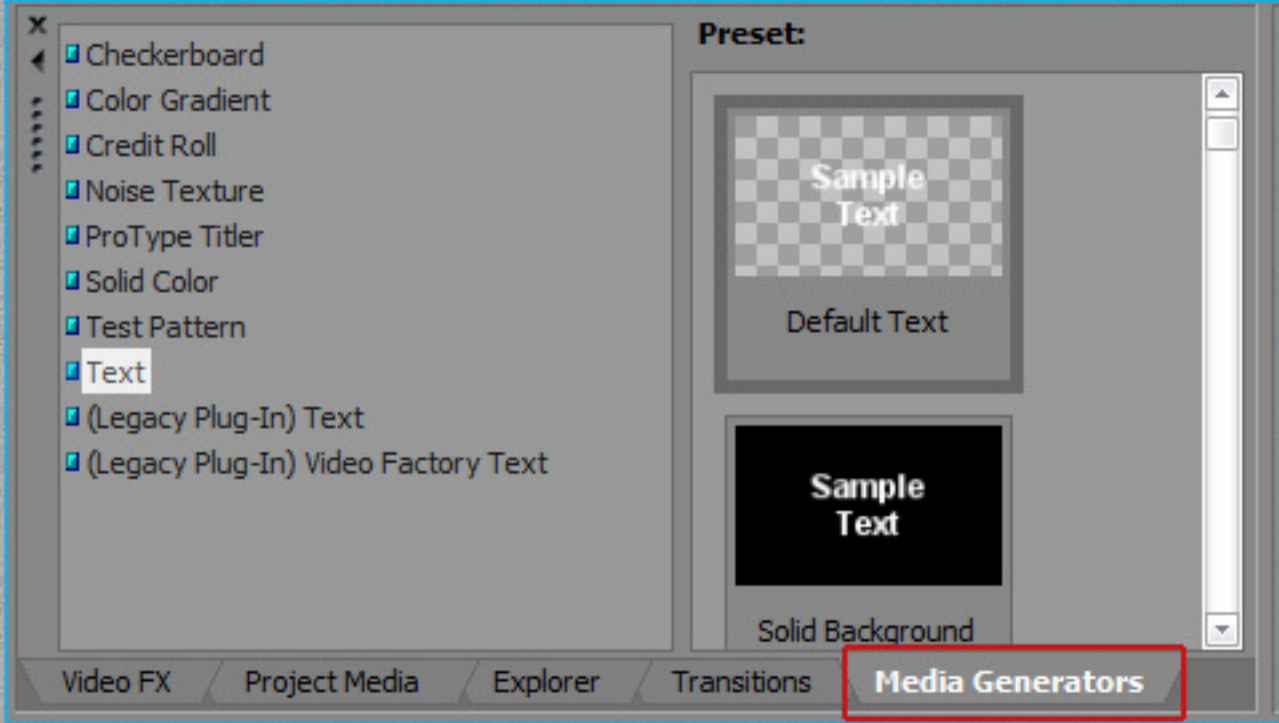 Checkerboard
Color Gradient
Credit Roll
Noise Texture
ProType Titler
Solid Color
Test Pattern
Text
(Legacy Plug-In) Text
(Legacy Plug-In) Video Factory Text
Preset:
Sample
Text
Default Text
Sample
Text
Solid Background
Video FX
Project Media
Explorer
Transitions
Media Generators